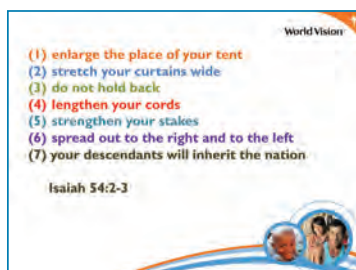 World Vision
(1) enlarge the place of your tent
(2) stretch your curtains wide
(3) do not hold back
(4) lengthen your cords
(5) strengthen your stakes
(6) spread out to the right and to the left
(7) your descendants will inherit the nation
Isaiah 54:2-3